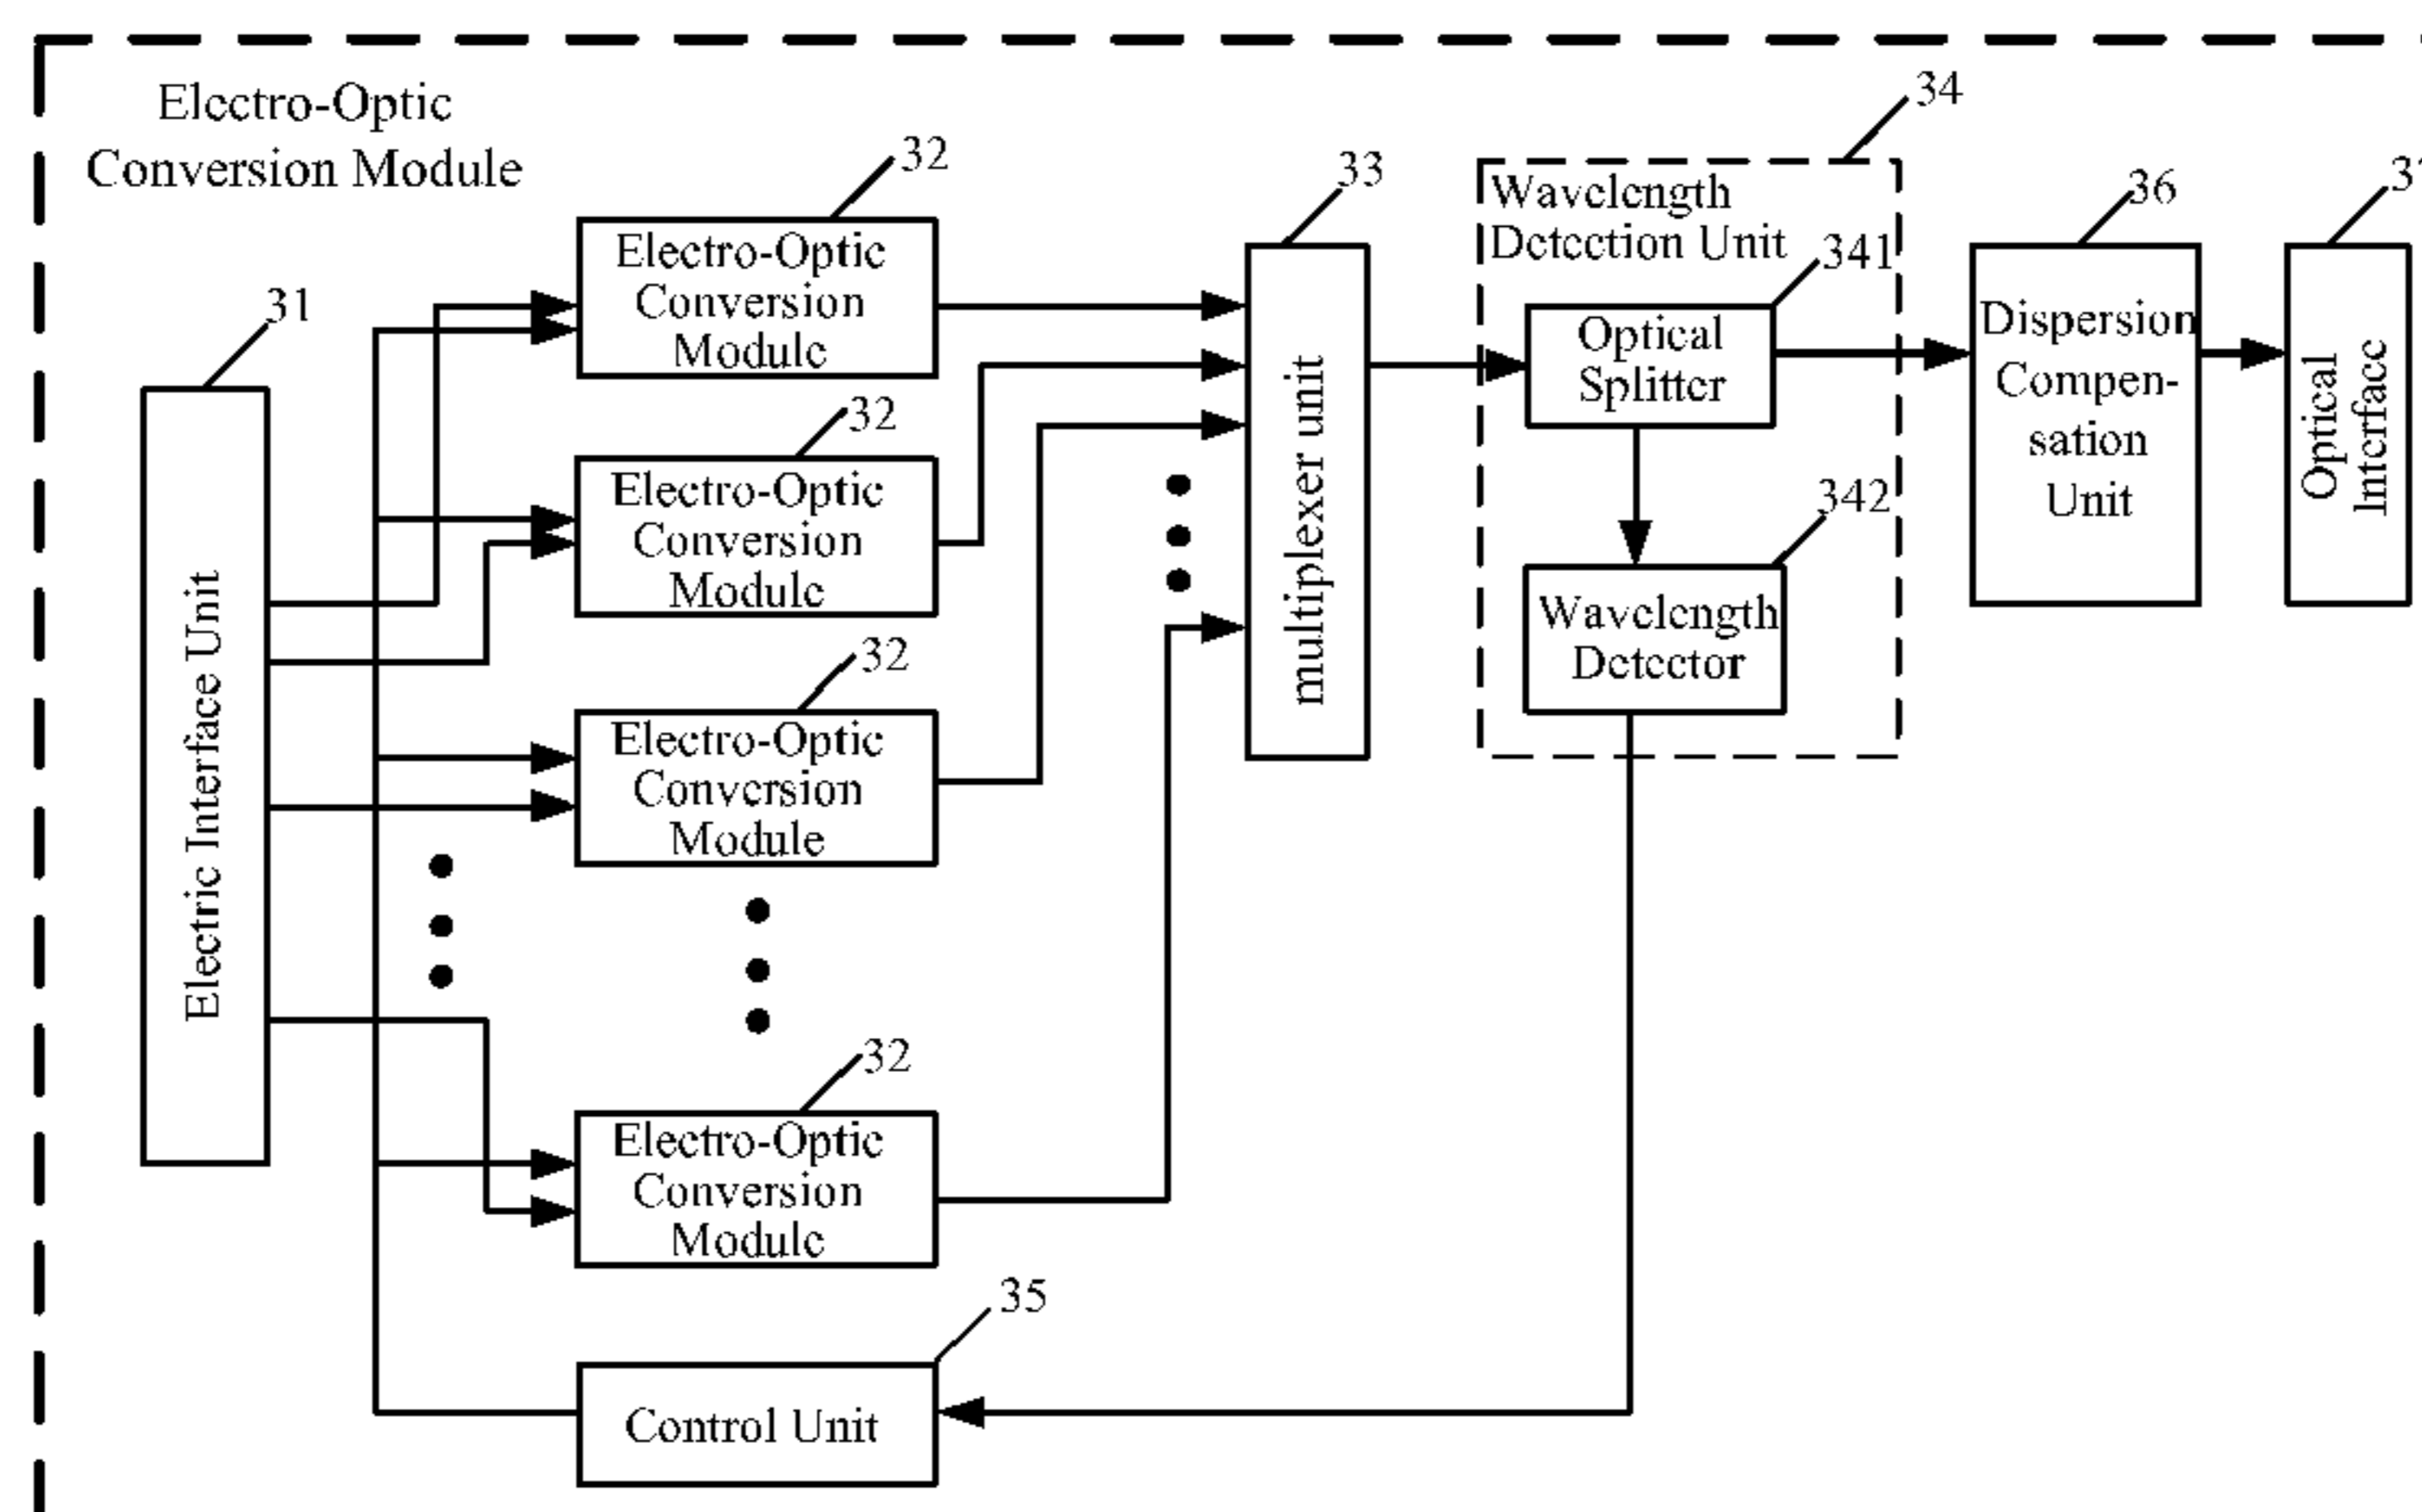 Electro-Optic
Conversion Module
34
32
33
Wavelength
Detection Unit
36
341
31
Electro-Optic
Conversion
Module
Optical
Splitter
Dispersion
Compen-
sation
Unit
Optical
Interface
32
Electro-Optic
Conversion
Module
multiplexer unit
342
Wavelength
Detector
32
Electro-Optic
Conversion
Module
Electric Interface Unit
32
Electro-Optic
Conversion
Module
35
Control Unit